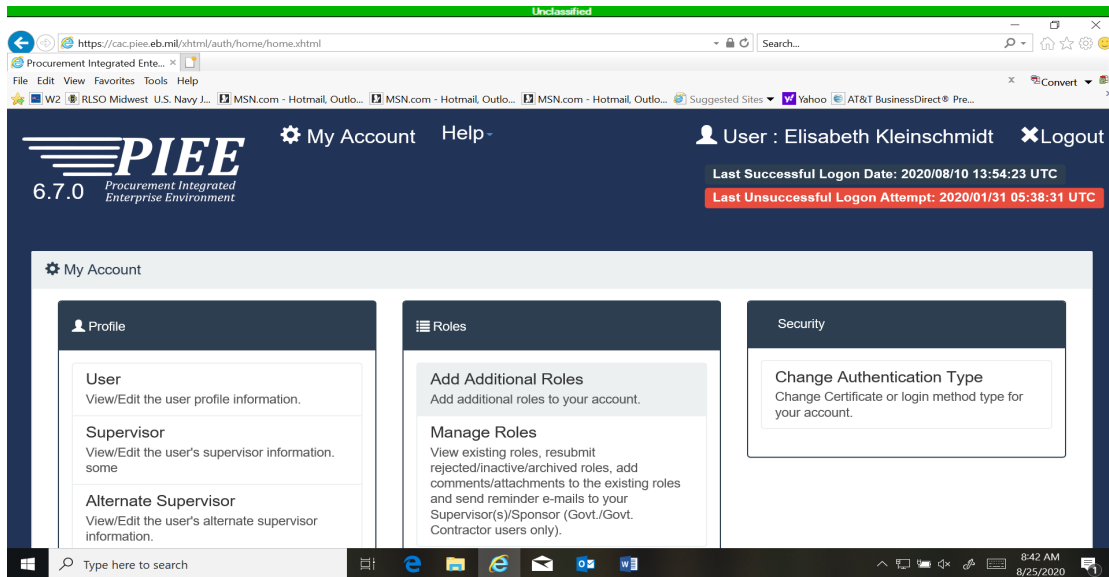 Unclassified
https://cac.piee.eb.mil/xhtml/auth/home/home.xhtml
Search...
Procurement Integrated Ente...
File Edit View Favorites Tools Help
Convert
W2 RLSO Midwest U.S. Navy J... MSN.com - Hotmail, Outlo... MSN.com - Hotmail, Outlo... MSN.com - Hotmail, Outlo... Suggested Sites Yahoo AT&T BusinessDirect® Pre...
PIEE
6.7.0
Procurement Integrated
Enterprise Environment
My Account Help
User : Elisabeth Kleinschmidt Logout
Last Successful Logon Date: 2020/08/10 13:54:23 UTC
Last Unsuccessful Logon Attempt: 2020/01/31 05:38:31 UTC
My Account
Profile
User
View/Edit the user profile information.
Supervisor
View/Edit the user's supervisor information.
some
Alternate Supervisor
View/Edit the user's alternate supervisor
information.
Roles
Add Additional Roles
Add additional roles to your account.
Manage Roles
View existing roles, resubmit
rejected/inactive/archived roles, add
comments/attachments to the existing roles
and send reminder e-mails to your
Supervisor(s)/Sponsor (Govt./Govt.
Contractor users only).
Security
Change Authentication Type
Change Certificate or login method type for
your account.
Type here to search
8:42 AM
8/25/2020
1